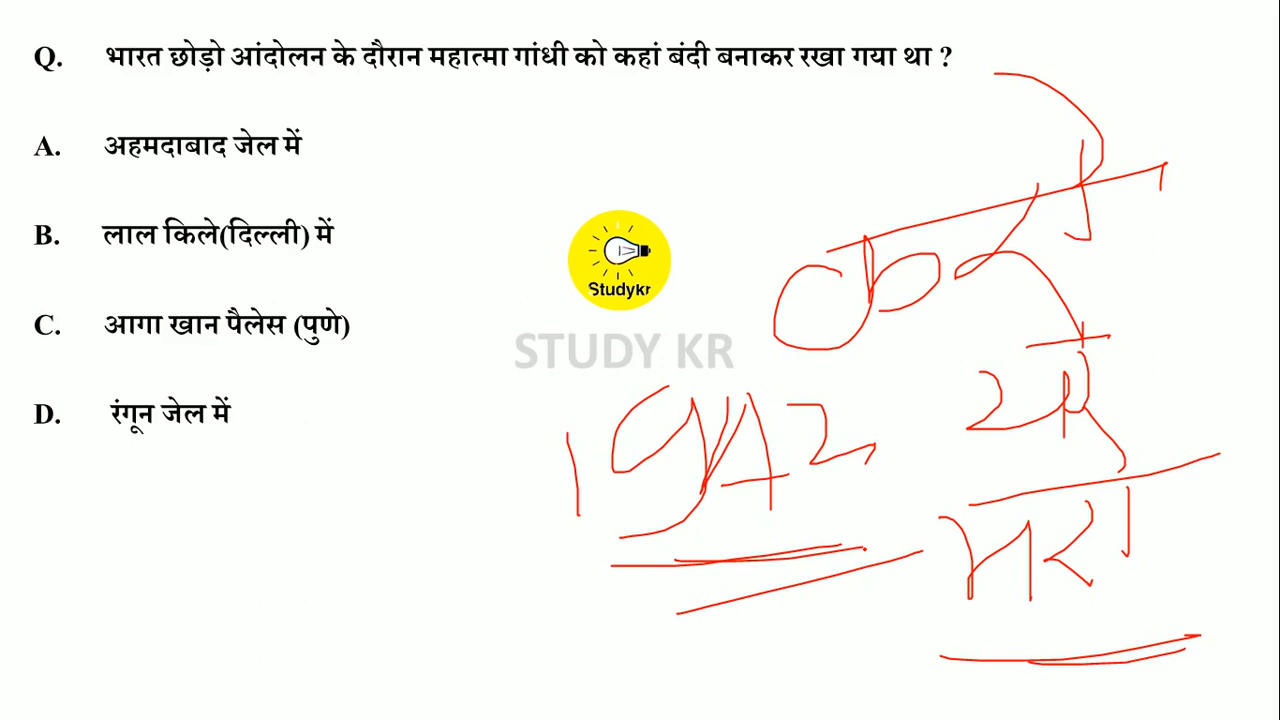 Q. भारत छोड़ो आंदोलन के दौरान महात्मा गांधी को कहां बंदी बनाकर रखा गया था ?
A. अहमदाबाद जेल में
B. लाल किले(दिल्ली) में
C. आगा खान पैलेस (पुणे)
D. रंगून जेल में
Studykr
STUDY KR
करो
या
1942
मरो